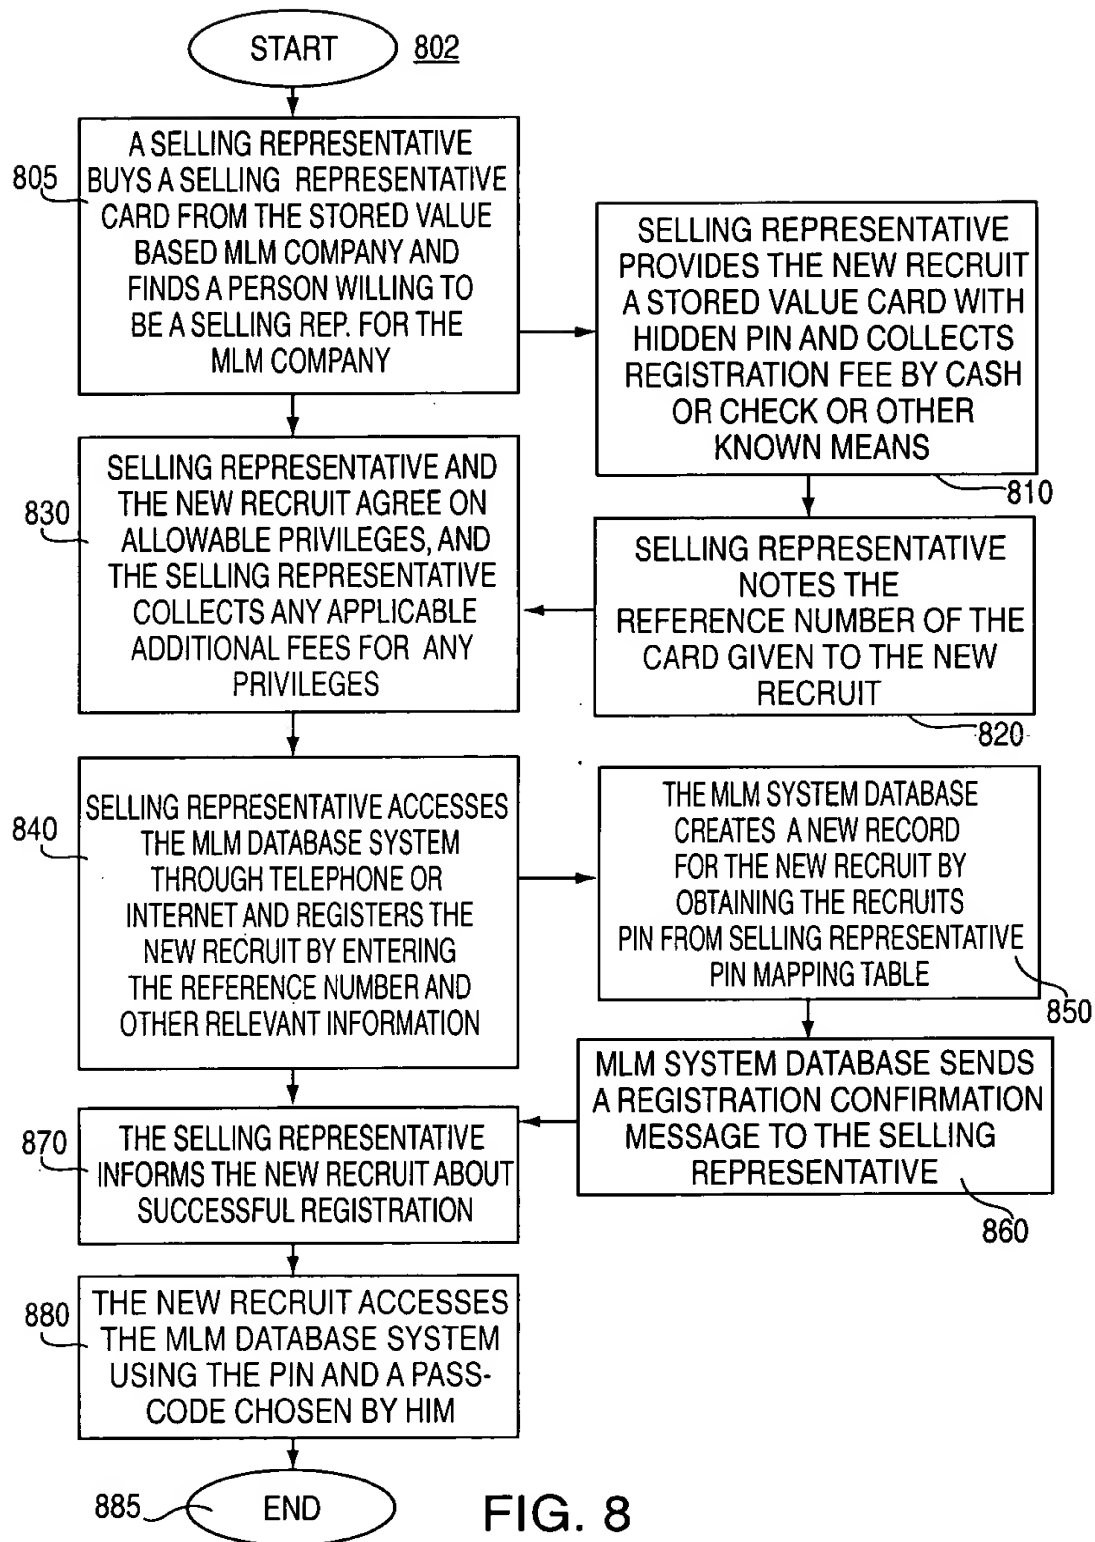 START
802
A SELLING REPRESENTATIVE
BUYS A SELLING REPRESENTATIVE
CARD FROM THE STORED VALUE
BASED MLM COMPANY AND
FINDS A PERSON WILLING TO
BE A SELLING REP. FOR THE
MLM COMPANY
805
SELLING REPRESENTATIVE
PROVIDES THE NEW RECRUIT
A STORED VALUE CARD WITH
HIDDEN PIN AND COLLECTS
REGISTRATION FEE BY CASH
OR CHECK OR OTHER
KNOWN MEANS
810
SELLING REPRESENTATIVE
NOTES THE
REFERENCE NUMBER OF THE
CARD GIVEN TO THE NEW
RECRUIT
820
SELLING REPRESENTATIVE AND
THE NEW RECRUIT AGREE ON
ALLOWABLE PRIVILEGES, AND
THE SELLING REPRESENTATIVE
COLLECTS ANY APPLICABLE
ADDITIONAL FEES FOR ANY
PRIVILEGES
830
SELLING REPRESENTATIVE ACCESSES
THE MLM DATABASE SYSTEM
THROUGH TELEPHONE OR
INTERNET AND REGISTERS THE
NEW RECRUIT BY ENTERING
THE REFERENCE NUMBER AND
OTHER RELEVANT INFORMATION
840
THE MLM SYSTEM DATABASE
CREATES A NEW RECORD
FOR THE NEW RECRUIT BY
OBTAINING THE RECRUITS
PIN FROM SELLING REPRESENTATIVE
PIN MAPPING TABLE
850
MLM SYSTEM DATABASE SENDS
A REGISTRATION CONFIRMATION
MESSAGE TO THE SELLING
REPRESENTATIVE
860
THE SELLING REPRESENTATIVE
INFORMS THE NEW RECRUIT ABOUT
SUCCESSFUL REGISTRATION
870
THE NEW RECRUIT ACCESSES
THE MLM DATABASE SYSTEM
USING THE PIN AND A PASS-
CODE CHOSEN BY HIM
880
END
885
FIG. 8